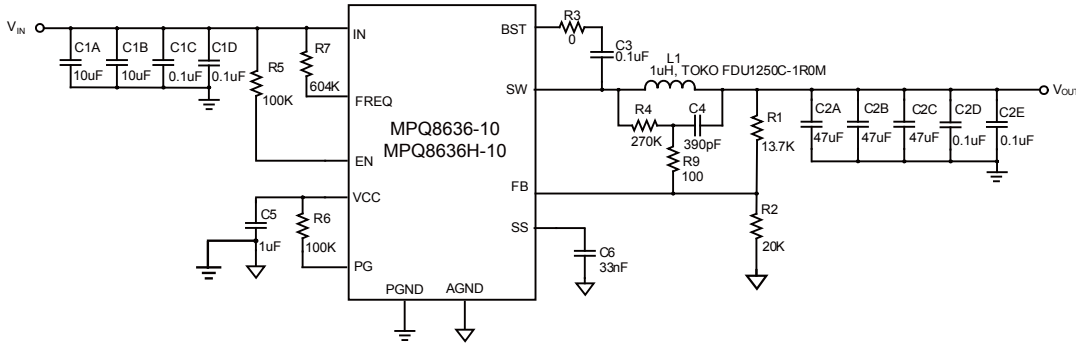 VIN
C1A
10uF
C1B
10uF
C1C
0.1uF
C1D
0.1uF
R5
100K
R7
604K
IN
FREQ
EN
VCC
PG
C5
1uF
R6
100K
MPQ8636-10
MPQ8636H-10
PGND
AGND
BST
SW
FB
SS
R3
0
C3
0.1uF
L1
1uH, TOKO FDU1250C-1R0M
R4
270K
C4
390pF
R9
100
R1
13.7K
R2
20K
C6
33nF
C2A
47uF
C2B
47uF
C2C
47uF
C2D
0.1uF
C2E
0.1uF
VOUT